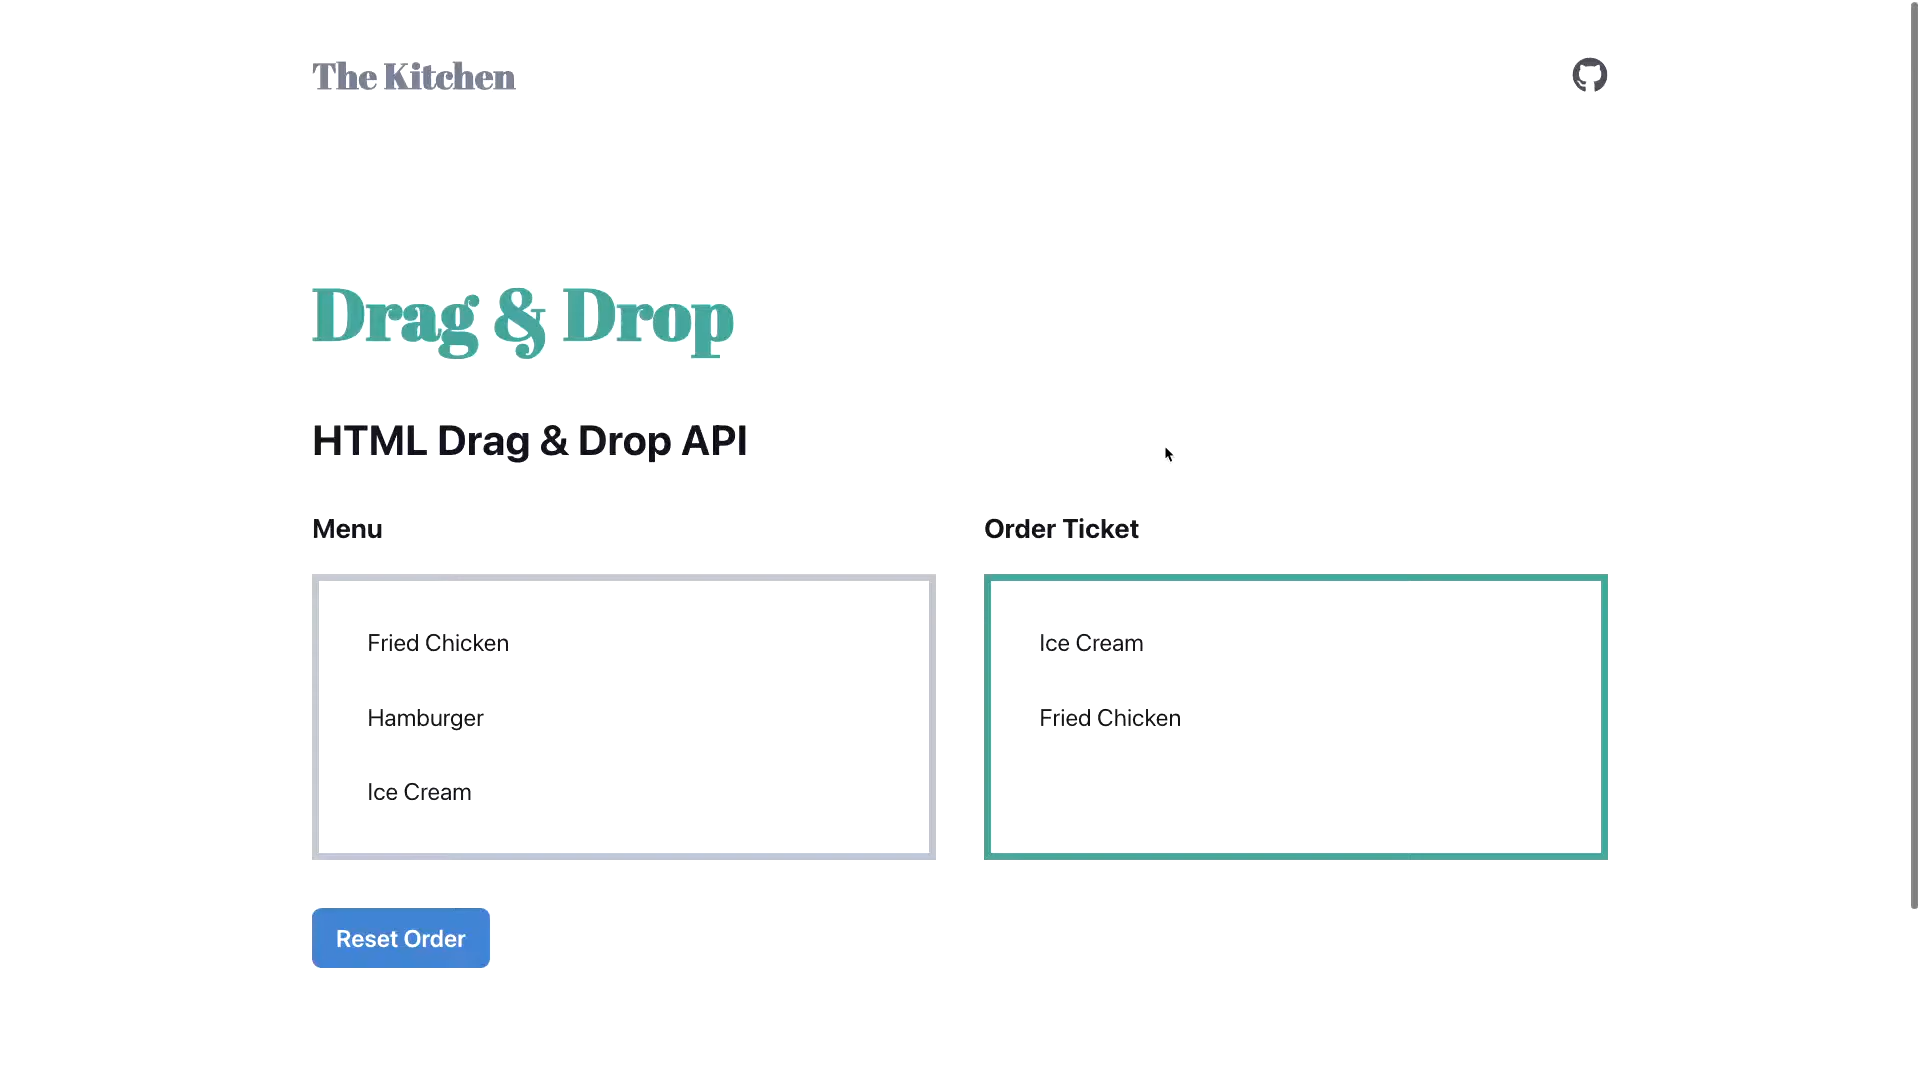 The Kitchen
Drag & Drop
HTML Drag & Drop API
Menu
Fried Chicken
Hamburger
Ice Cream
Order Ticket
Ice Cream
Fried Chicken
Reset Order